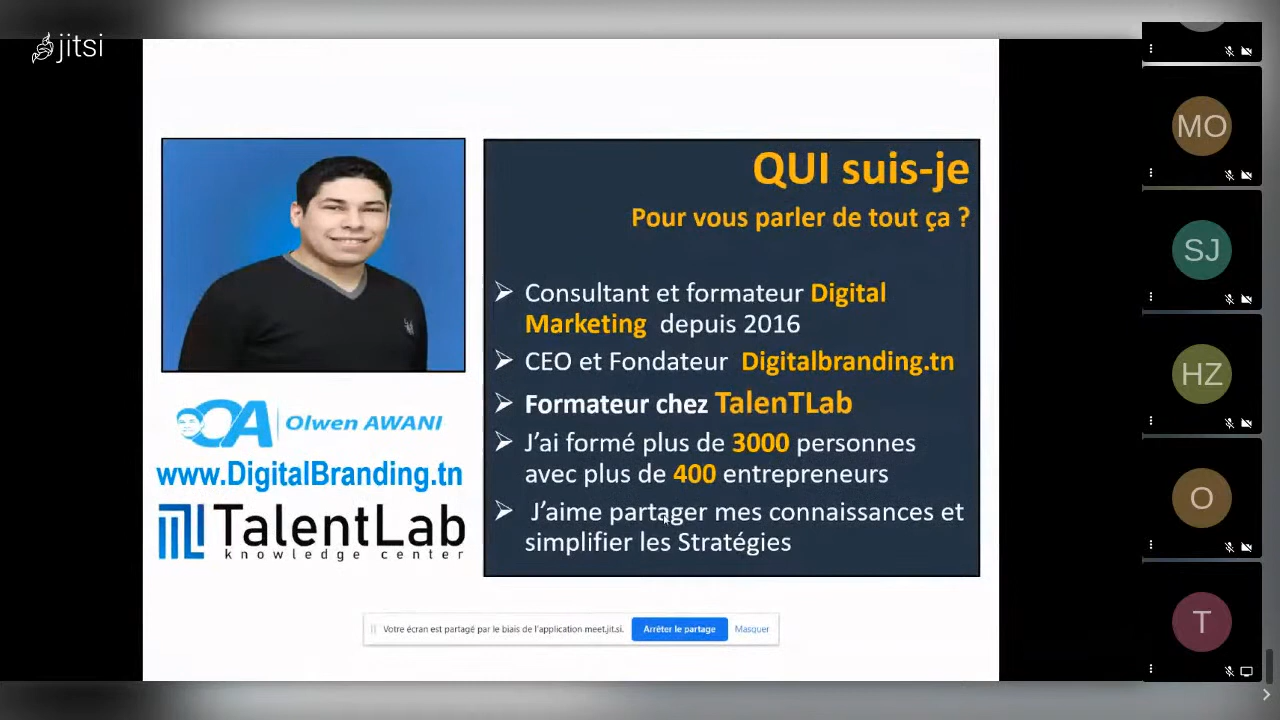 jitsi
QUI suis-je
Pour vous parler de tout ça ?
Consultant et formateur Digital
Marketing depuis 2016
CEO et Fondateur Digitalbranding.tn
Formateur chez TalenTLab
J'ai formé plus de 3000 personnes
avec plus de 400 entrepreneurs
J'aime partager mes connaissances et
simplifier les Stratégies
OA Olwen AWANI
www.DigitalBranding.tn
TalentLab
knowledge center
Votre écran est partagé par le biais de l'application meet.jit.si. Arrêter le partage Masquer
MO
SJ
HZ
O
T